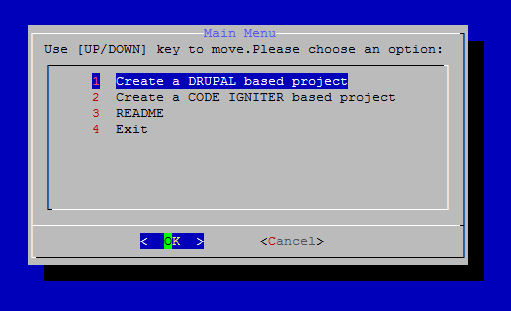 Main Menu
Use [UP/DOWN] key to move.Please choose an option:
1 Create a DRUPAL based project
2 Create a CODE IGNITER based project
3 README
4 Exit
< OK > <Cancel>